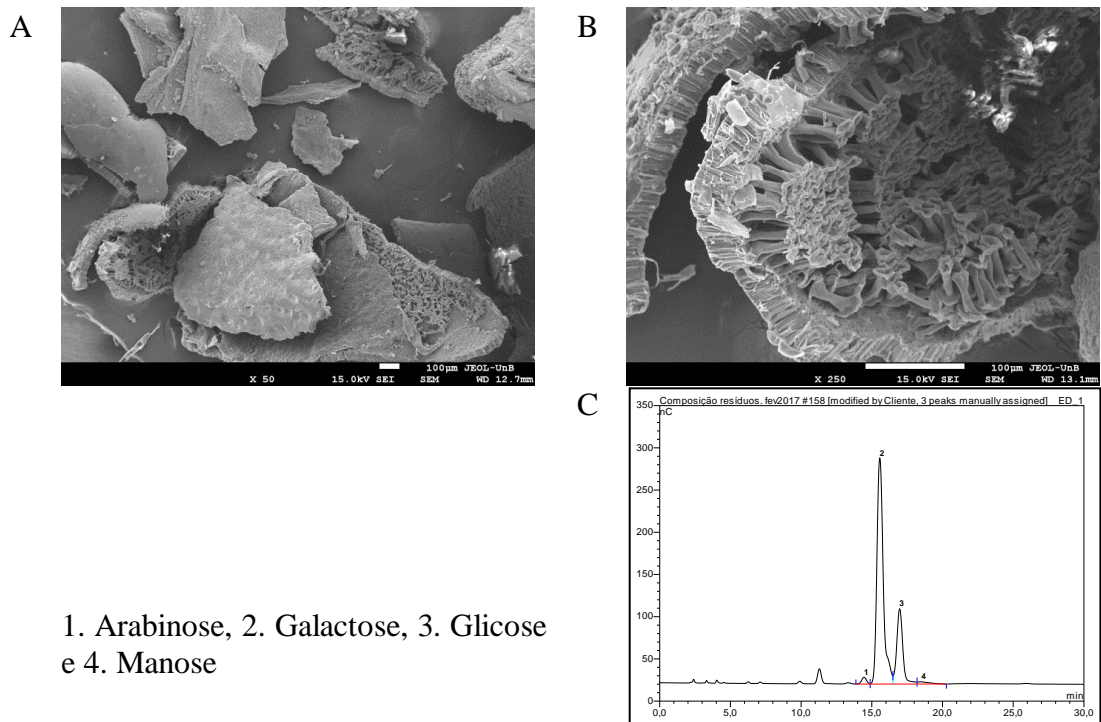 A
B
100µm JEOL-UnB
X 50 15.0kV SEI SEM WD 12.7mm
100µm JEOL-UnB
X 250 15.0kV SEI SEM WD 13.1mm
C
Composição resíduos. fev2017 #158 [modified by Cliente, 3 peaks manually assigned] ED_1
nC
350
300
250
200
150
100
50
0
2
3
1
4
min
0,0 5,0 10,0 15,0 20,0 25,0 30,0
1. Arabinose, 2. Galactose, 3. Glicose
e 4. Manose